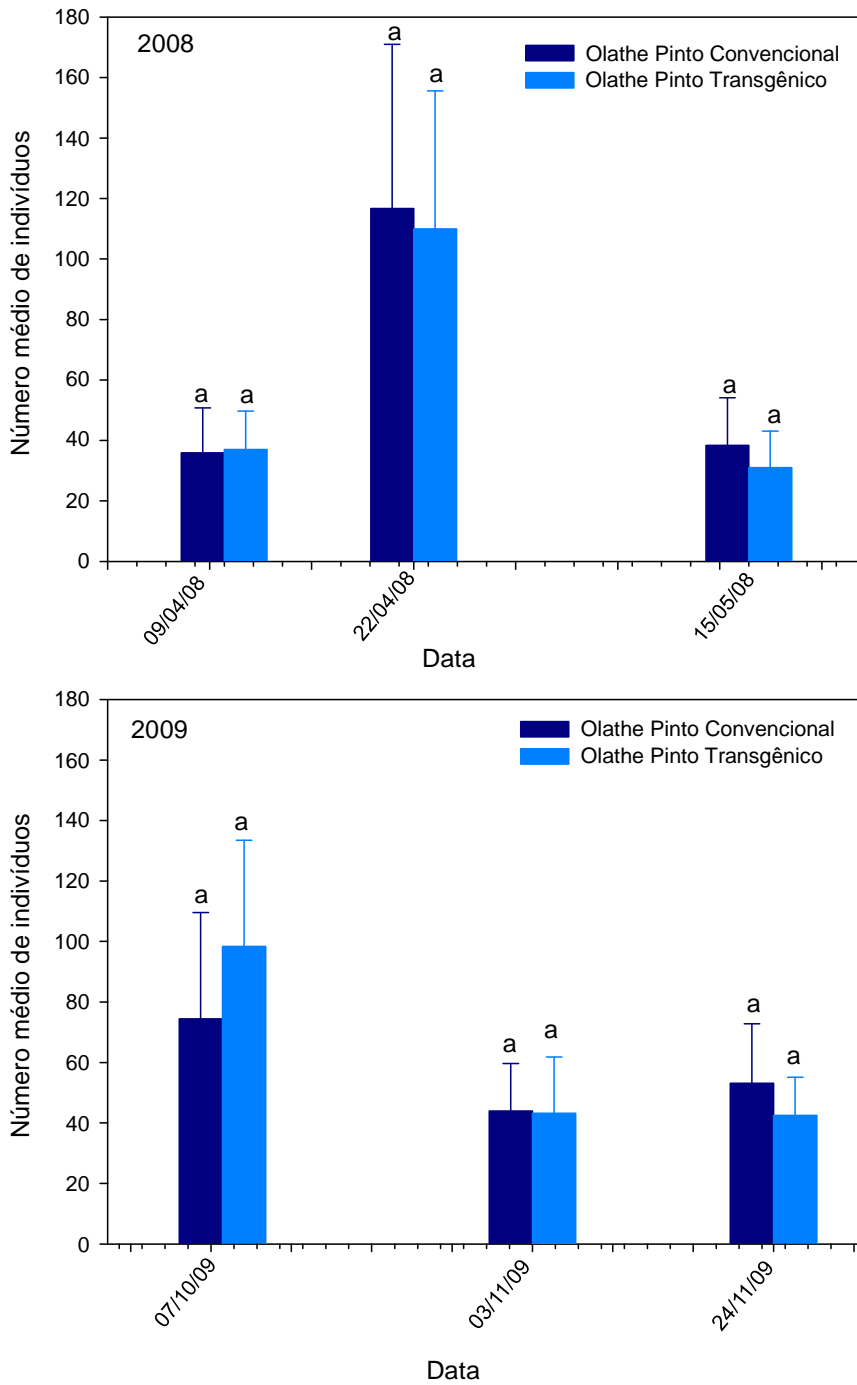 180
160
140
120
100
80
60
40
20
0
Número médio de indivíduos
2008
Olathe Pinto Convencional
Olathe Pinto Transgênico
a a
a a
a a
09/04/08
22/04/08
15/05/08
Data
180
160
140
120
100
80
60
40
20
0
Número médio de indivíduos
2009
Olathe Pinto Convencional
Olathe Pinto Transgênico
a a
a a
a a
07/10/09
03/11/09
24/11/09
Data